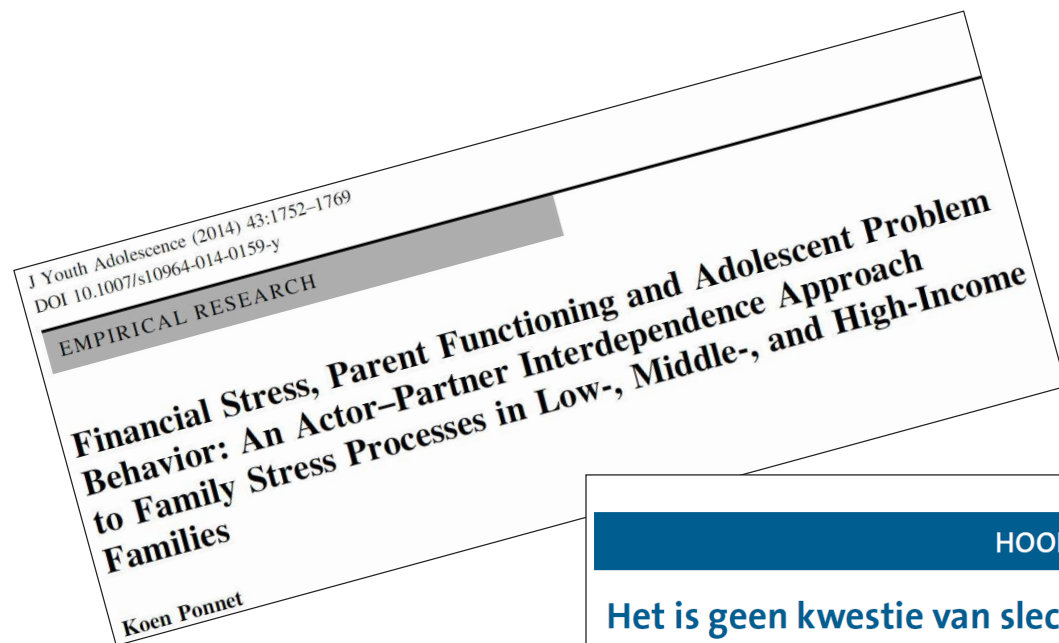 J Youth Adolescence (2014) 43:1752–1769
DOI 10.1007/s10964-014-0159-y
EMPIRICAL RESEARCH
Financial Stress, Parent Functioning and Adolescent Problem
Behavior: An Actor–Partner Interdependence Approach
to Family Stress Processes in Low-, Middle-, and High-Income
Families
Koen Ponnet
Het is geen kwestie van